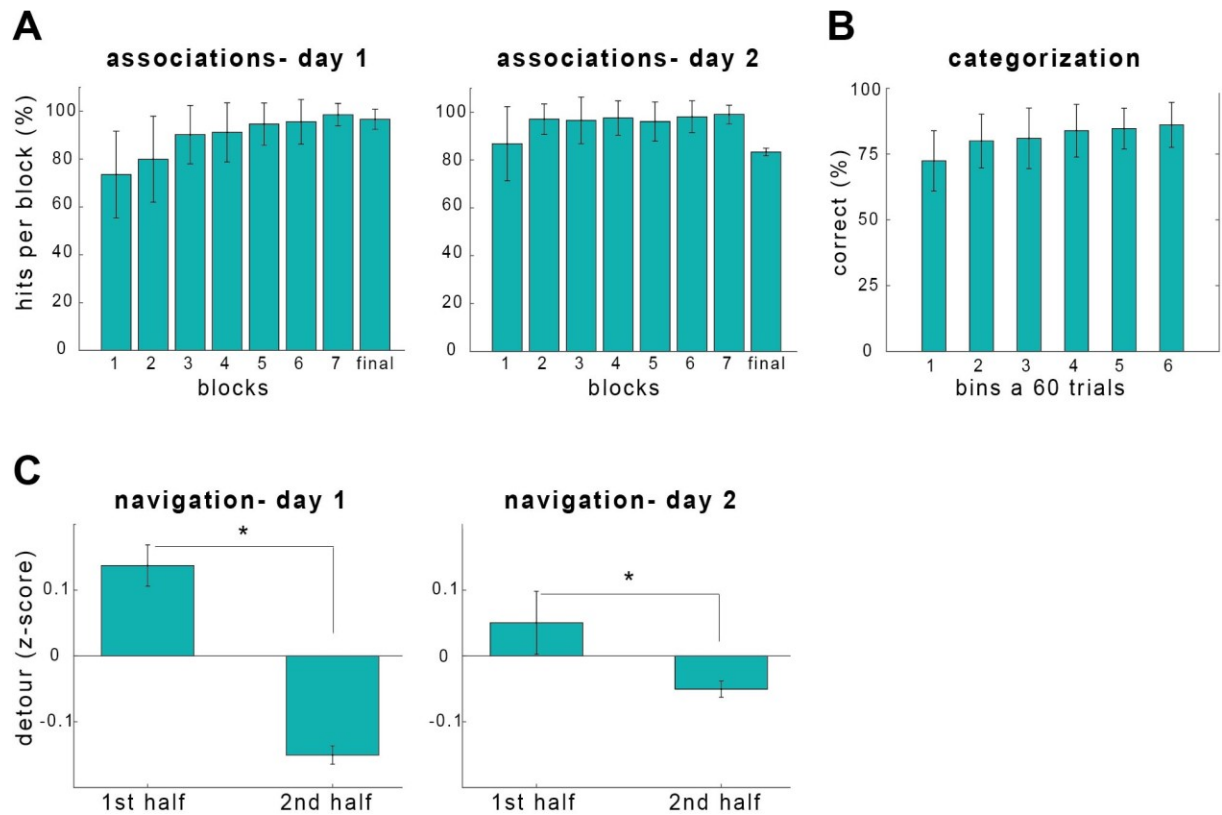 A
associations- day 1
hits per block (%)
100
80
60
40
20
0
1 2 3 4 5 6 7 final
blocks
associations- day 2
100
80
60
40
20
0
1 2 3 4 5 6 7 final
blocks
B
categorization
correct (%)
100
75
50
25
0
1 2 3 4 5 6
bins a 60 trials
C
navigation- day 1
detour (z-score)
*
0.1
0
-0.1
1st half 2nd half
navigation- day 2
*
0.1
0
-0.1
1st half 2nd half